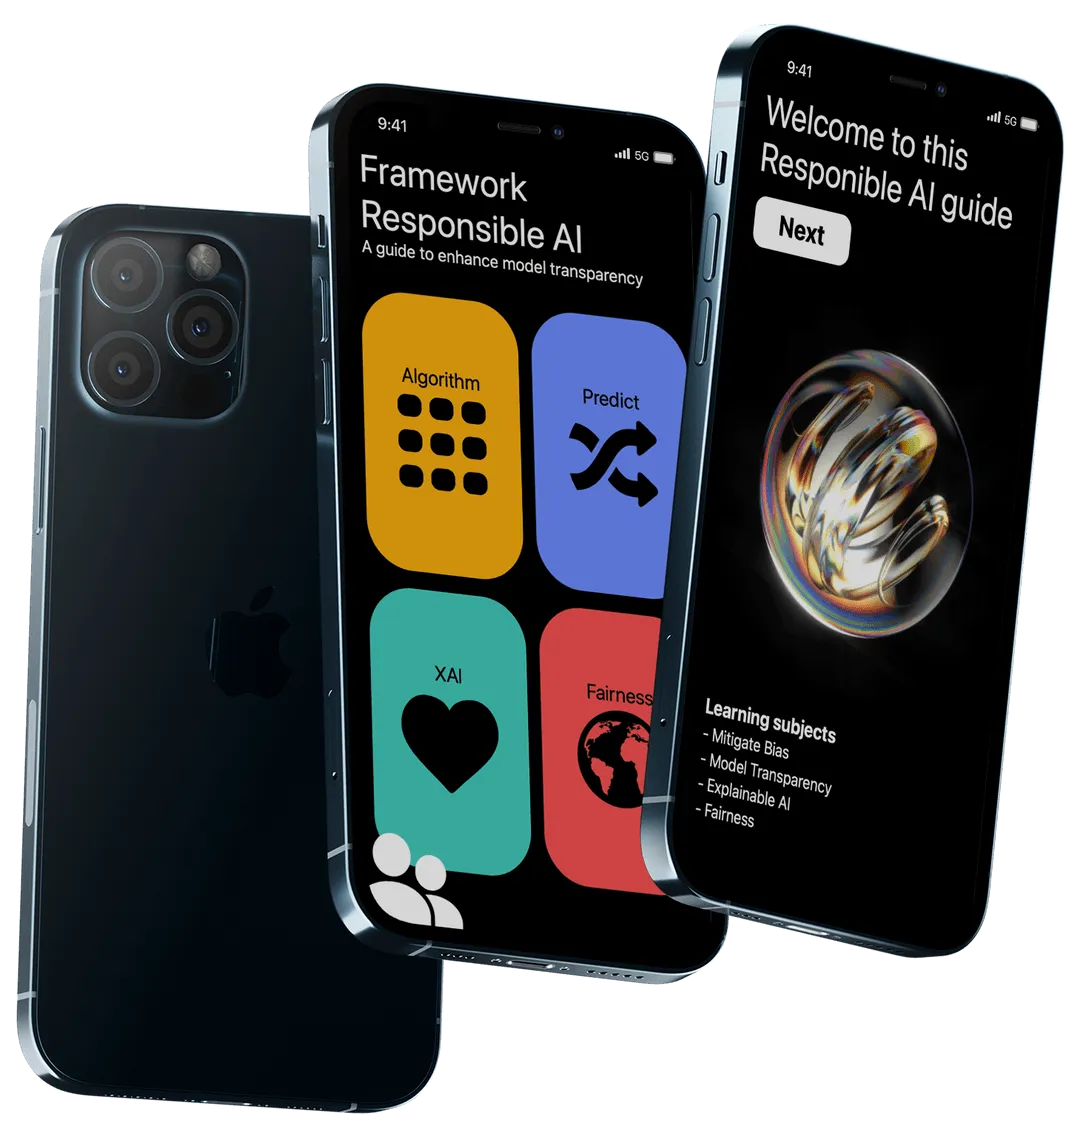 9:41
5G
Framework
Responsible AI
A guide to enhance model transparency
Algorithm
Predict
XAI
Fairness
9:41
5G
Welcome to this
Responible AI guide
Next
Learning subjects
- Mitigate Bias
- Model Transparency
- Explainable AI
- Fairness